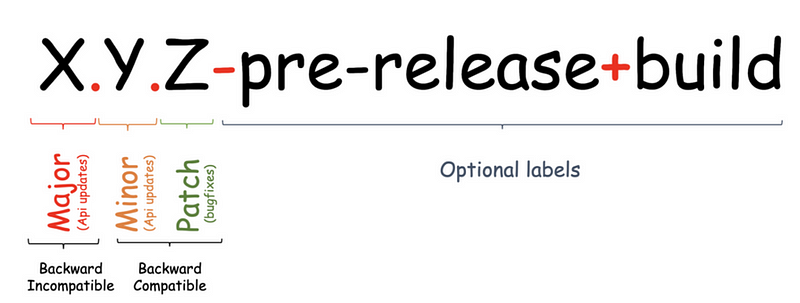 X.Y.Z-pre-release+build
Major
(Api updates)
Minor
(Api updates)
Patch
(bugfixes)
Optional labels
Backward
Incompatible
Backward
Compatible